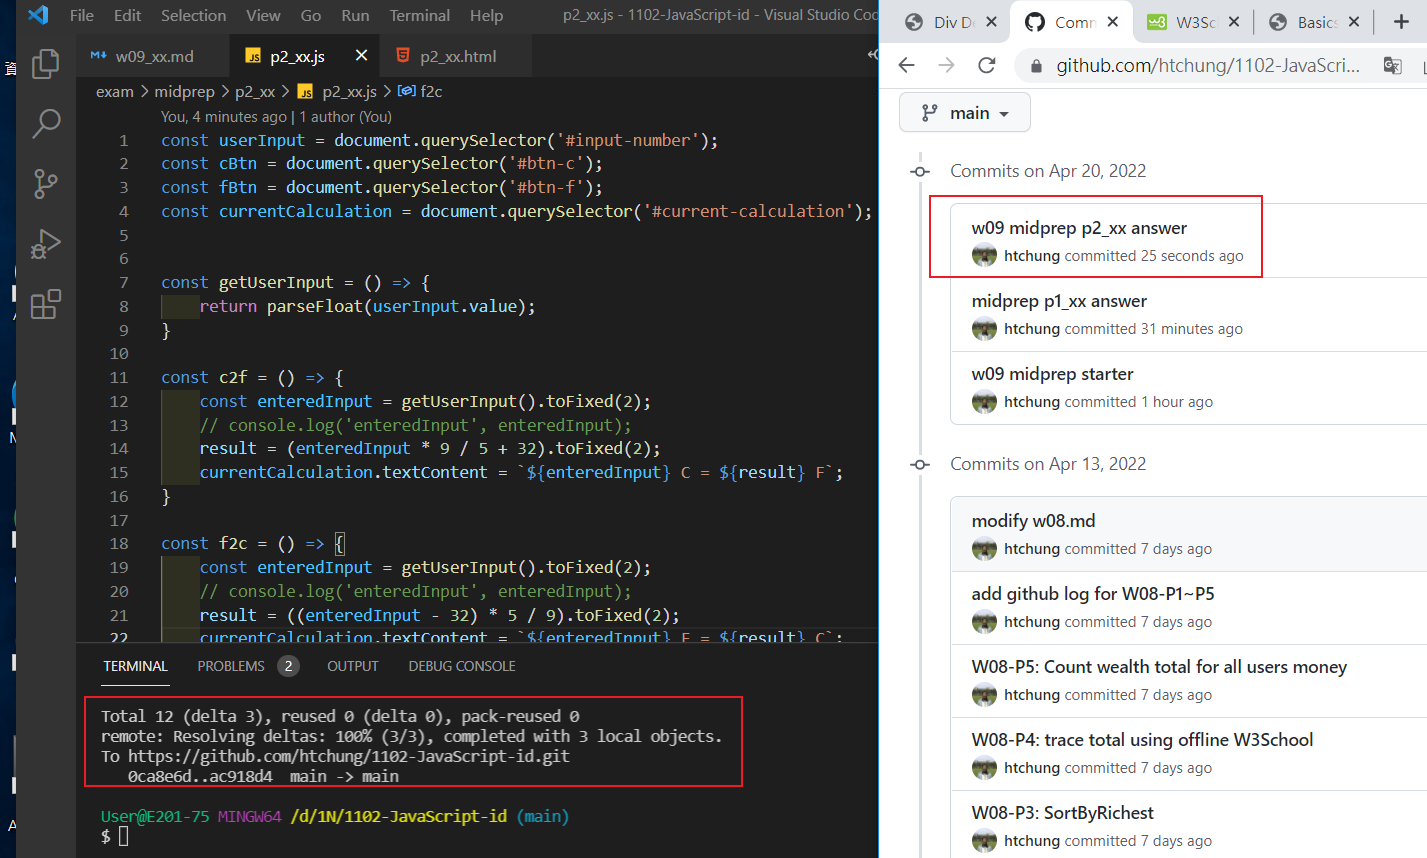 File Edit Selection View Go Run Terminal Help p2_xx.js - 1102-JavaScript-id - Visual Studio Cod
w09_xx.md
JS p2_xx.js
p2_xx.html
exam > midprep > p2_xx > JS p2_xx.js > f2c
You, 4 minutes ago | 1 author (You)
1 const userInput = document.querySelector('#input-number');
2 const cBtn = document.querySelector('#btn-c');
3 const fBtn = document.querySelector('#btn-f');
4 const currentCalculation = document.querySelector('#current-calculation');
5
6
7 const getUserInput = () => {
8 return parseFloat(userInput.value);
9 }
10
11 const c2f = () => {
12 const enteredInput = getUserInput().toFixed(2);
13 // console.log('enteredInput', enteredInput);
14 result = (enteredInput * 9 / 5 + 32).toFixed(2);
15 currentCalculation.textContent = `${enteredInput} C = ${result} F`;
16 }
17
18 const f2c = () => {
19 const enteredInput = getUserInput().toFixed(2);
20 // console.log('enteredInput', enteredInput);
21 result = ((enteredInput - 32) * 5 / 9).toFixed(2);
22 currentCalculation.textContent = `${enteredInput} F = ${result} C`;
TERMINAL PROBLEMS 2 OUTPUT DEBUG CONSOLE
Total 12 (delta 3), reused 0 (delta 0), pack-reused 0
remote: Resolving deltas: 100% (3/3), completed with 3 local objects.
To https://github.com/htchung/1102-JavaScript-id.git
0ca8e6d..ac918d4 main -> main
User@E201-75 MINGW64 /d/1N/1102-JavaScript-id (main)
$
Div De
Comm
W3Sc
Basics
github.com/htchung/1102-JavaScri...
main
Commits on Apr 20, 2022
w09 midprep p2_xx answer
htchung committed 25 seconds ago
midprep p1_xx answer
htchung committed 31 minutes ago
w09 midprep starter
htchung committed 1 hour ago
Commits on Apr 13, 2022
modify w08.md
htchung committed 7 days ago
add github log for W08-P1~P5
htchung committed 7 days ago
W08-P5: Count wealth total for all users money
htchung committed 7 days ago
W08-P4: trace total using offline W3School
htchung committed 7 days ago
W08-P3: SortByRichest
htchung committed 7 days ago